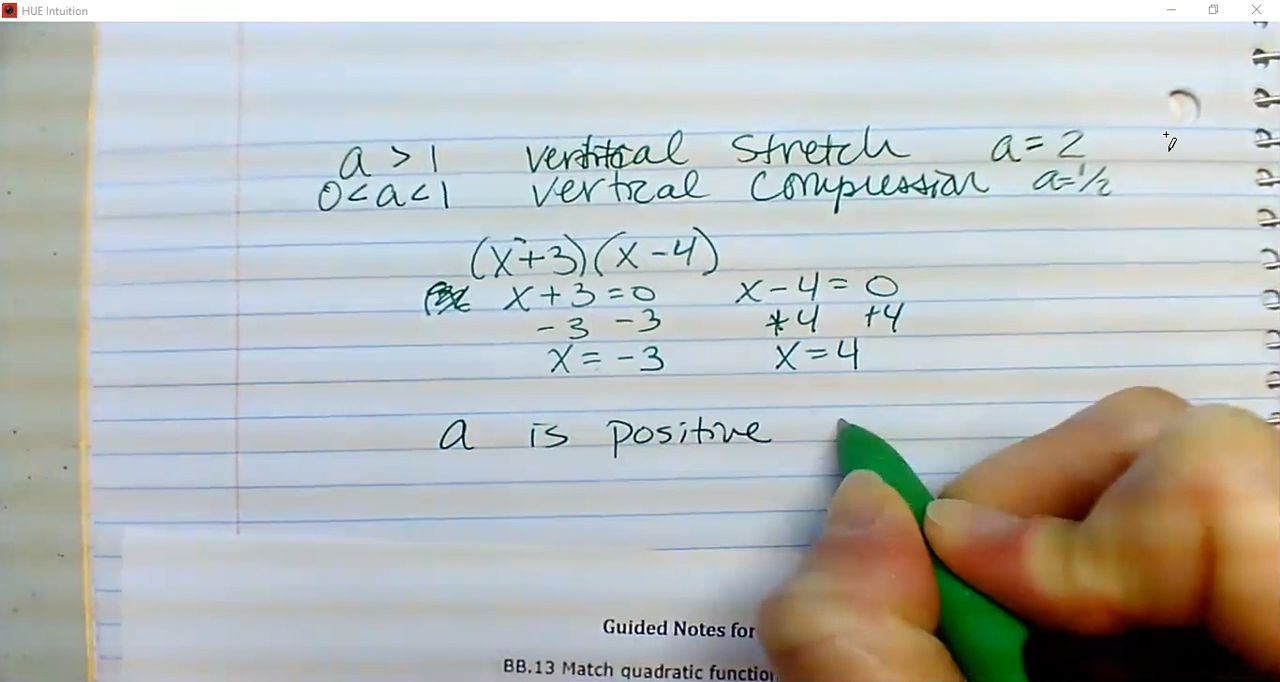 HUE Intuition
a > 1 vertical stretch a = 2
0 < a < 1 vertical compression a = 1/2
(x + 3)(x - 4)
x + 3 = 0 x - 4 = 0
- 3 - 3 + 4 + 4
x = - 3 x = 4
a is positive
Guided Notes for
BB.13 Match quadratic function